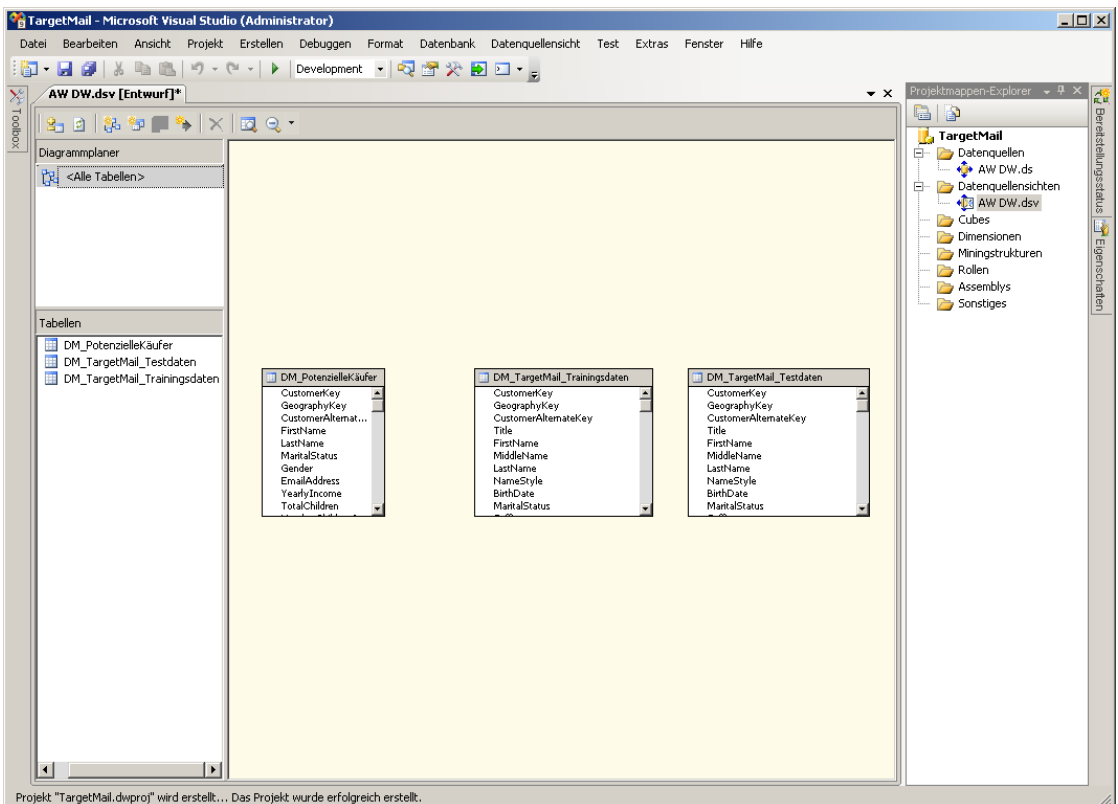 TargetMail - Microsoft Visual Studio (Administrator)
Datei Bearbeiten Ansicht Projekt Erstellen Debuggen Format Datenbank Datenquellensicht Test Extras Fenster Hilfe
Development
Toolbox
AW DW.dsv [Entwurf]*
Diagrammplaner
<Alle Tabellen>
Tabellen
DM_PotenzielleKäufer
DM_TargetMail_Testdaten
DM_TargetMail_Trainingsdaten
DM_PotenzielleKäufer
CustomerKey
GeographyKey
CustomerAlternat...
FirstName
LastName
MaritalStatus
Gender
EmailAddress
YearlyIncome
TotalChildren
DM_TargetMail_Trainingsdaten
CustomerKey
GeographyKey
CustomerAlternateKey
Title
FirstName
MiddleName
LastName
NameStyle
BirthDate
MaritalStatus
DM_TargetMail_Testdaten
CustomerKey
GeographyKey
CustomerAlternateKey
Title
FirstName
MiddleName
LastName
NameStyle
BirthDate
MaritalStatus
Projektmappen-Explorer
TargetMail
Datenquellen
AW DW.ds
Datenquellensichten
AW DW.dsv
Cubes
Dimensionen
Miningstrukturen
Rollen
Assemblys
Sonstiges
Bereitstellungsstatus
Eigenschaften
Projekt "TargetMail.dwproj" wird erstellt... Das Projekt wurde erfolgreich erstellt.